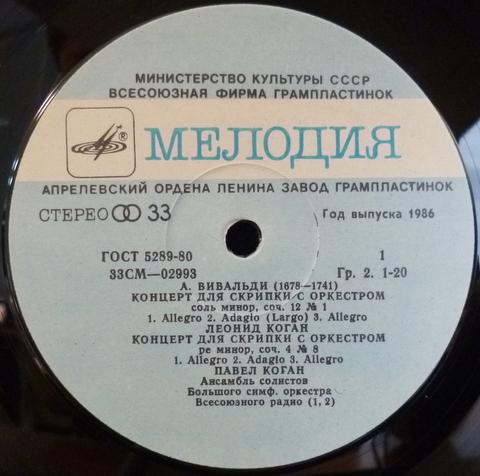 МИНИСТЕРСТВО КУЛЬТУРЫ СССР
ВСЕСОЮЗНАЯ ФИРМА ГРАМПЛАСТИНОК
® МЕЛОДИЯ
АПРЕЛЕВСКИЙ ОРДЕНА ЛЕНИНА ЗАВОД ГРАМПЛАСТИНОК
СТЕРЕО 33 Год выпуска 1986
ГОСТ 5289-80 1
33СМ—02993 Гр. 2. 1-20
А. ВИВАЛЬДИ (1678—1741)
КОНЦЕРТ ДЛЯ СКРИПКИ С ОРКЕСТРОМ
соль минор, соч. 12 № 1
1. Allegro 2. Adagio (Largo) 3. Allegro
ЛЕОНИД КОГАН
КОНЦЕРТ ДЛЯ СКРИПКИ С ОРКЕСТРОМ
ре минор, соч. 4 № 8
1. Allegro 2. Adagio 3. Allegro
ПАВЕЛ КОГАН
Ансамбль солистов
Большого симф. оркестра
Всесоюзного радио (1, 2)